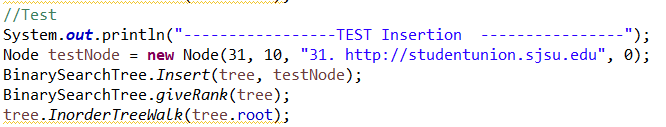 //Test
System.out.println("-----------------TEST Insertion  ----------------");
Node testNode = new Node(31, 10, "31. http://studentunion.sjsu.edu", 0);
BinarySearchTree.Insert(tree, testNode);
BinarySearchTree.giveRank(tree);
tree.InorderTreeWalk(tree.root);